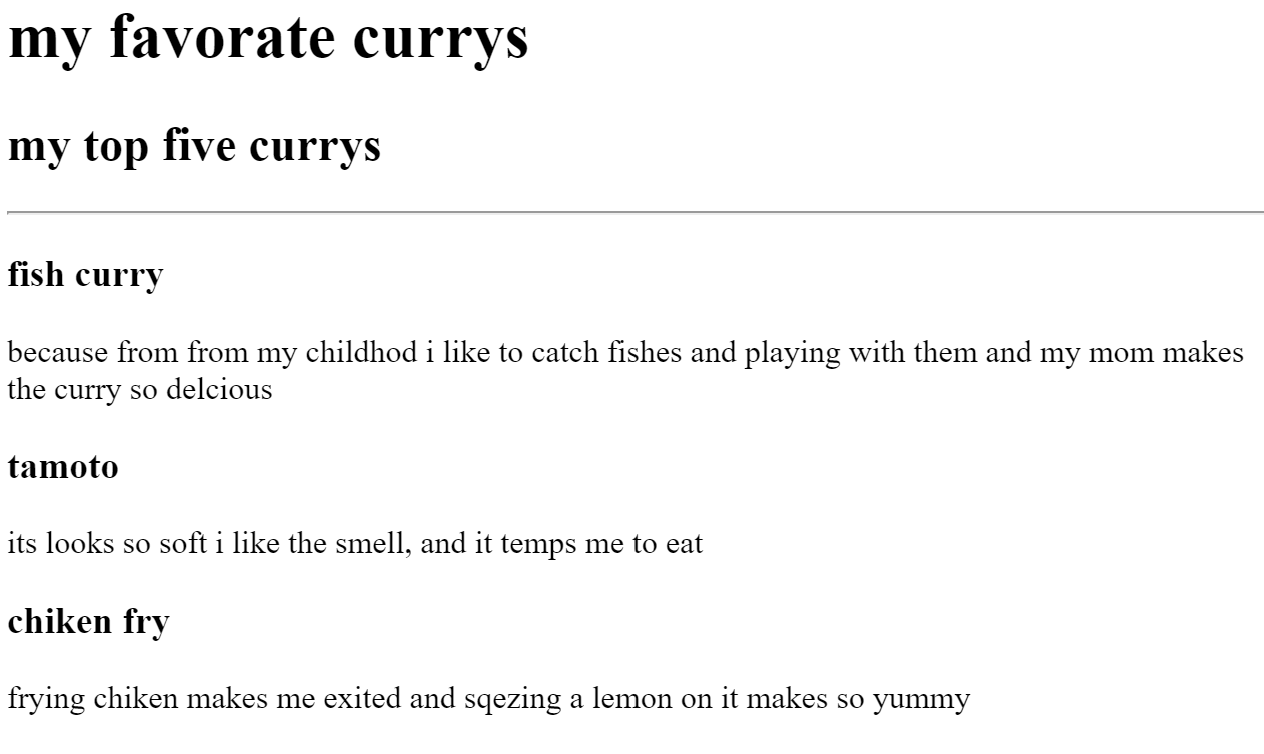 my favorate currys
my top five currys
fish curry
because from from my childhod i like to catch fishes and playing with them and my mom makes
the curry so delcious
tamoto
its looks so soft i like the smell, and it temps me to eat
chiken fry
frying chiken makes me exited and sqezing a lemon on it makes so yummy